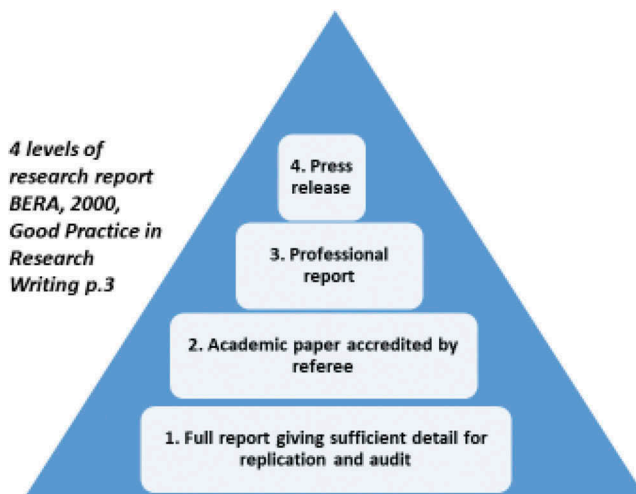 4 levels of
research report
BERA, 2000,
Good Practice in
Research
Writing p.3
4. Press
release
3. Professional
report
2. Academic paper accredited by
referee
1. Full report giving sufficient detail for
replication and audit